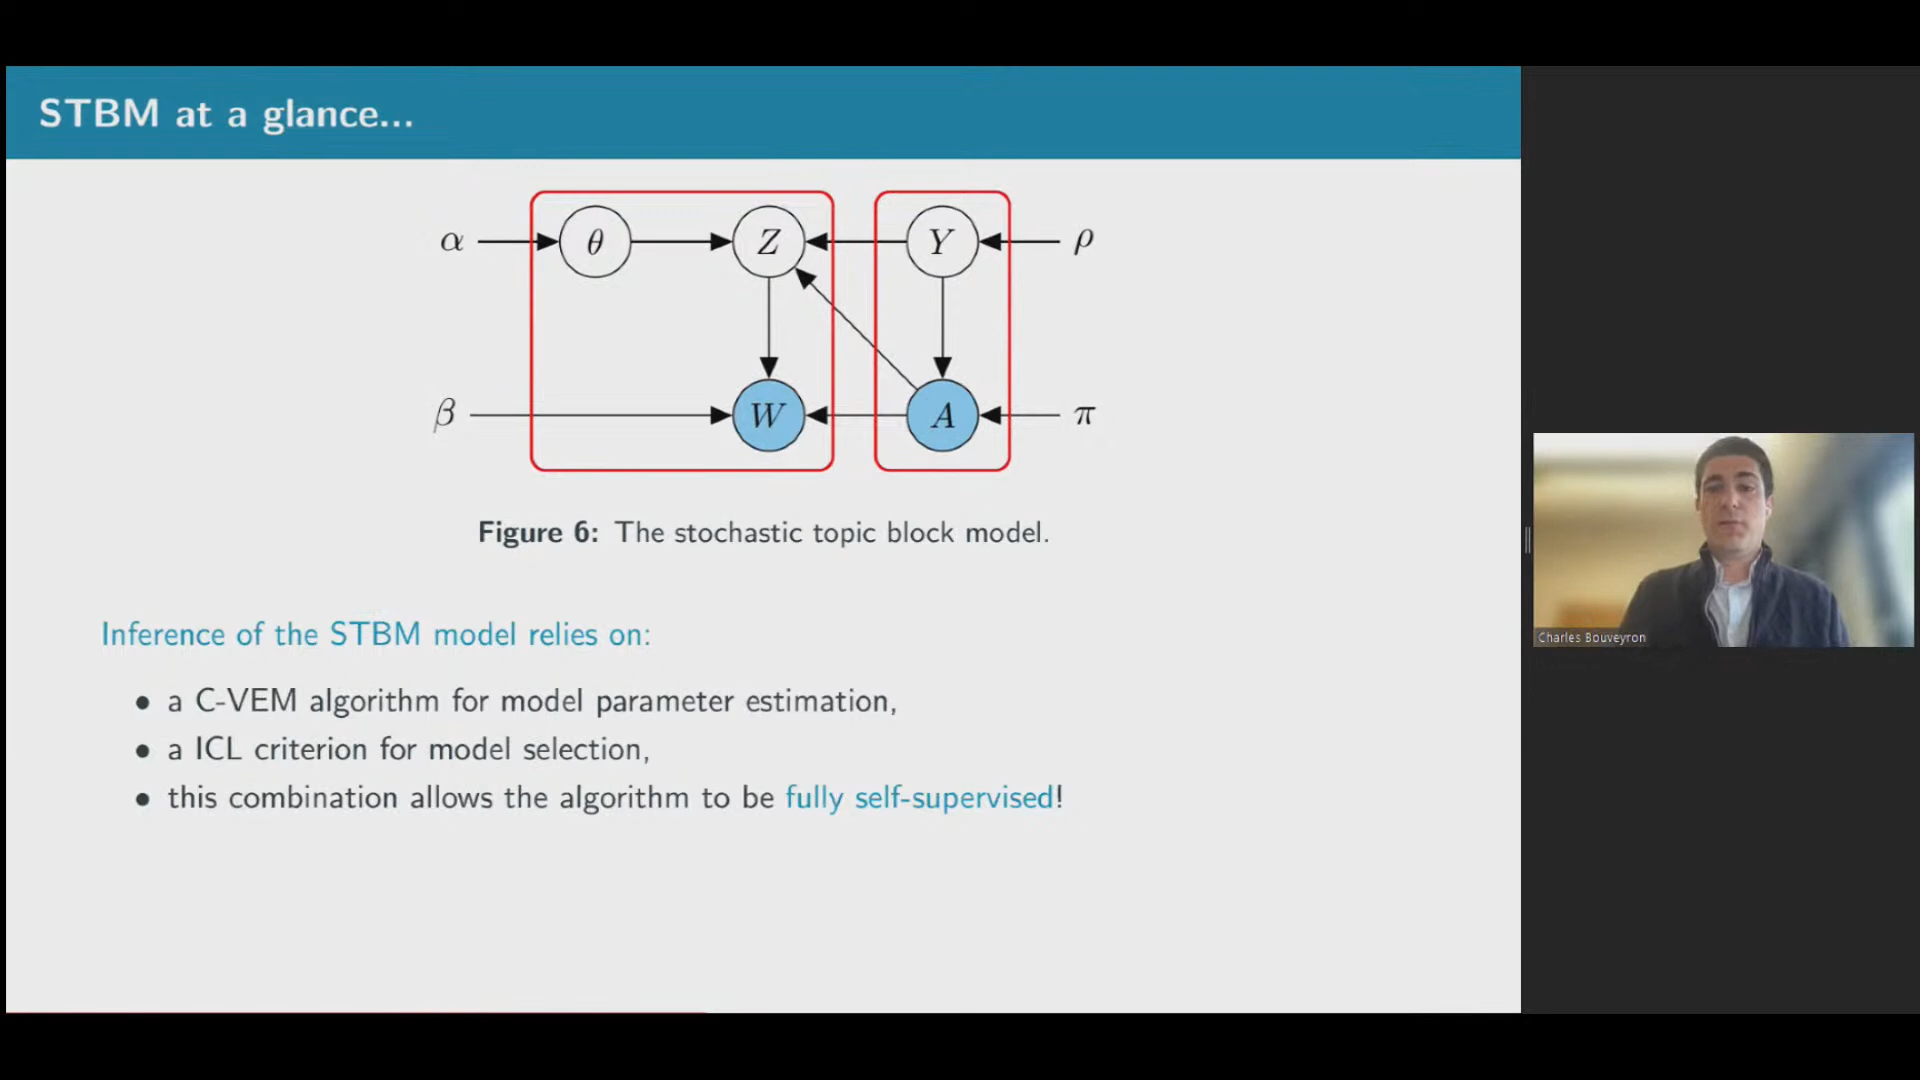 STBM at a glance...
α θ Z Y ρ
β W A π
Figure 6: The stochastic topic block model.
Inference of the STBM model relies on:
• a C-VEM algorithm for model parameter estimation,
• a ICL criterion for model selection,
• this combination allows the algorithm to be fully self-supervised!
Charles Bouveyron